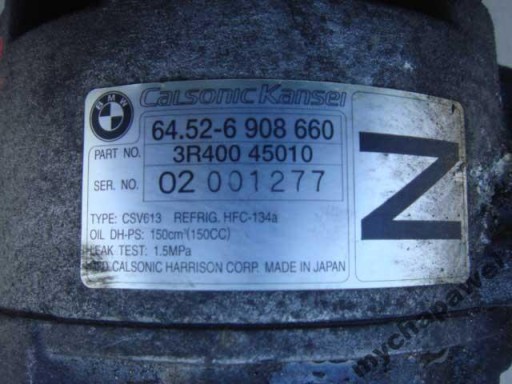 BMW
Calsonic Kansei
64.52-6 908 660
PART NO. 3R400 45010
SER. NO. 02 001277
TYPE: CSV613 REFRIG. HFC-134a
OIL DH-PS: 150cm³(150CC)
LEAK TEST: 1.5MPa
CALSONIC HARRISON CORP. MADE IN JAPAN
N
mychapawel